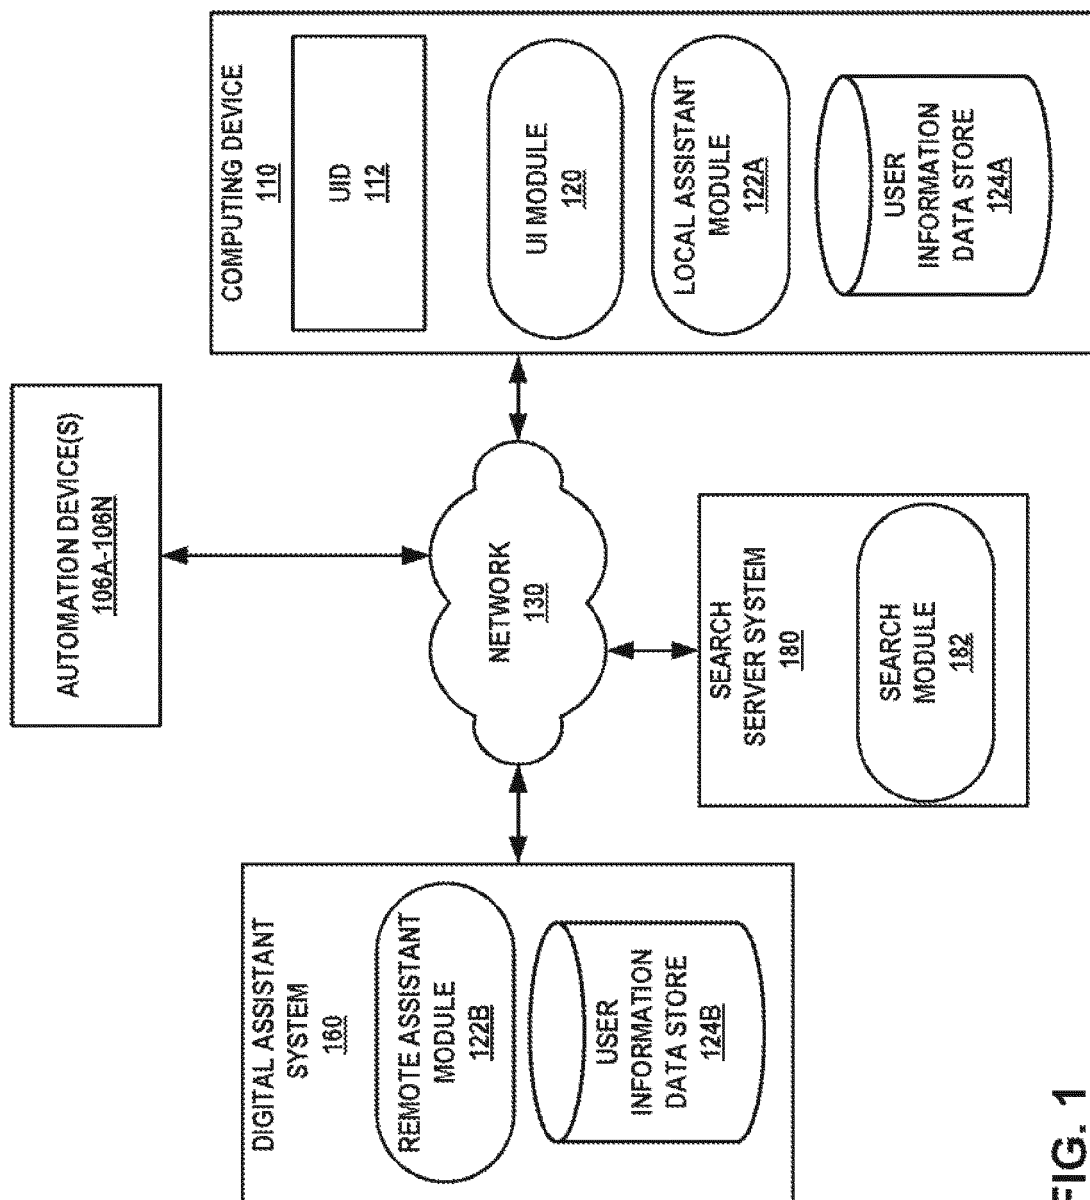 DIGITAL ASSISTANT
SYSTEM
160
REMOTE ASSISTANT
MODULE
122B
USER
INFORMATION
DATA STORE
124B
AUTOMATION DEVICE(S)
106A-106N
NETWORK
130
SEARCH
SERVER SYSTEM
180
SEARCH
MODULE
182
COMPUTING DEVICE
110
UID
112
UI MODULE
120
LOCAL ASSISTANT
MODULE
122A
USER
INFORMATION
DATA STORE
124A
FIG. 1